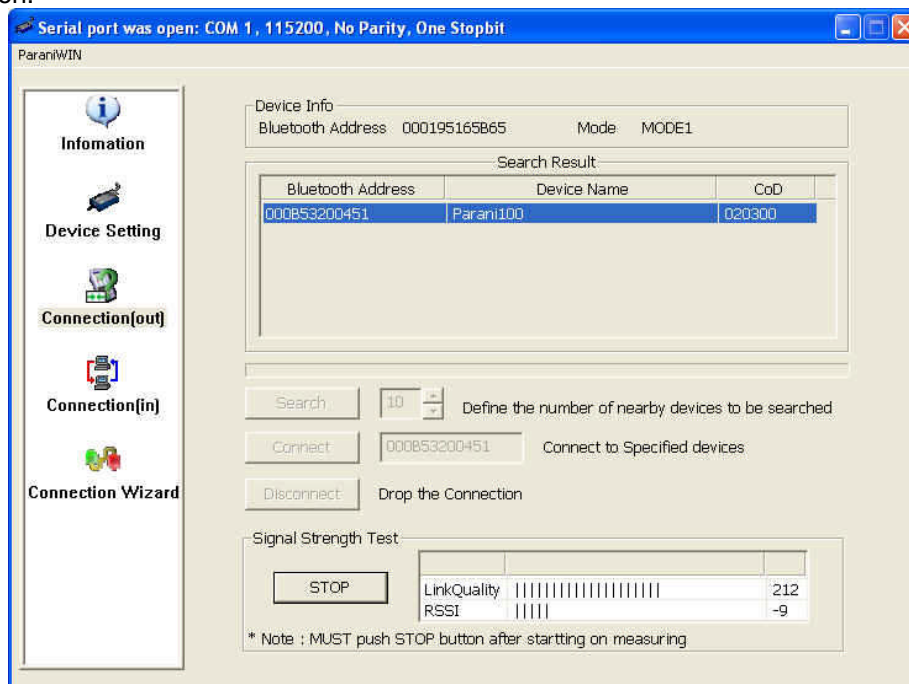 Serial port was open: COM 1, 115200, No Parity, One Stopbit
ParaniWIN
Infomation
Device Setting
Connection(out)
Connection(in)
Connection Wizard
Device Info
Bluetooth Address 000195165B65 Mode MODE1
Search Result
Bluetooth Address Device Name CoD
000B53200451 Parani100 020300
Search 10 Define the number of nearby devices to be searched
Connect 000B53200451 Connect to Specified devices
Disconnect Drop the Connection
Signal Strength Test
STOP
LinkQuality |||||||||||||||||||| 212
RSSI ||||| -9
* Note : MUST push STOP button after startting on measuring